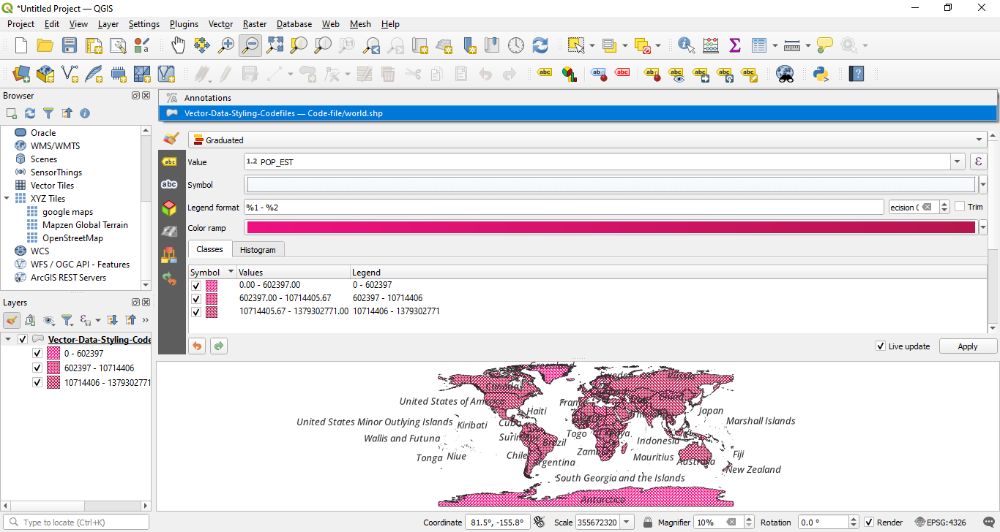 *Untitled Project — QGIS
Project Edit View Layer Settings Plugins Vector Raster Database Web Mesh Help
Browser
Annotations
Vector-Data-Styling-Codefiles — Code-file/world.shp
Oracle
WMS/WMTS
Scenes
SensorThings
Vector Tiles
XYZ Tiles
google maps
Mapzen Global Terrain
OpenStreetMap
WCS
WFS / OGC API - Features
ArcGIS REST Servers
Graduated
Value 1.2 POP_EST
Symbol
Legend format %1 - %2 ecision 0 Trim
Color ramp
Classes Histogram
Symbol Values Legend
0.00 - 602397.00 0 - 602397
602397.00 - 10714405.67 602397 - 10714406
10714405.67 - 1379302771.00 10714406 - 1379302771
Live update Apply
Layers
Vector-Data-Styling-Code
0 - 602397
602397 - 10714406
10714406 - 1379302771
Greenland
Sweden
Russia
Canada
United States of America
France
China
Haiti
Japan
United States Minor Outlying Islands
Kiribati
Cuba
Marshall Islands
Wallis and Futuna
Suriname
Brazil
Togo
Kenya
Indonesia
Tonga
Niue
Chile
Argentina
Zambia
Mauritius
Australia
Fiji
New Zealand
South Georgia and the Islands
Antarctica
Type to locate (Ctrl+K)
Coordinate 81.5°, -155.8° Scale 355672320 Magnifier 10% Rotation 0.0 ° Render EPSG:4326